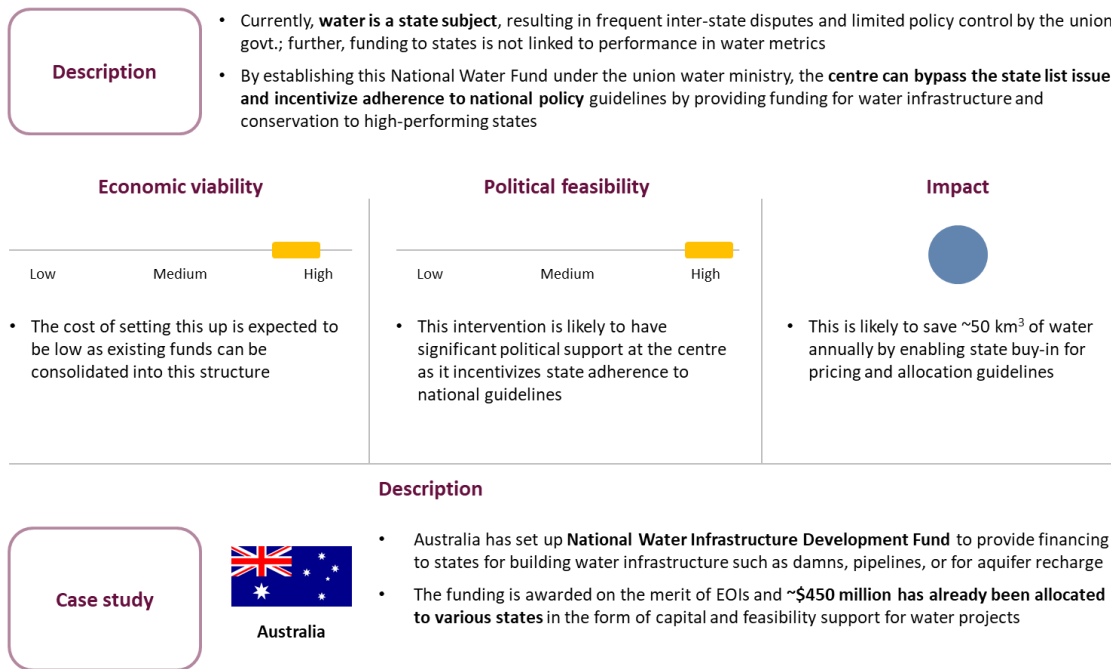 Description
• Currently, water is a state subject, resulting in frequent inter-state disputes and limited policy control by the union
govt.; further, funding to states is not linked to performance in water metrics
• By establishing this National Water Fund under the union water ministry, the centre can bypass the state list issue
and incentivize adherence to national policy guidelines by providing funding for water infrastructure and
conservation to high-performing states
Economic viability
Low Medium High
• The cost of setting this up is expected to
be low as existing funds can be
consolidated into this structure
Political feasibility
Low Medium High
• This intervention is likely to have
significant political support at the centre
as it incentivizes state adherence to
national guidelines
Impact
• This is likely to save ~50 km³ of water
annually by enabling state buy-in for
pricing and allocation guidelines
Case study
Australia
Description
• Australia has set up National Water Infrastructure Development Fund to provide financing
to states for building water infrastructure such as damns, pipelines, or for aquifer recharge
• The funding is awarded on the merit of EOIs and ~$450 million has already been allocated
to various states in the form of capital and feasibility support for water projects